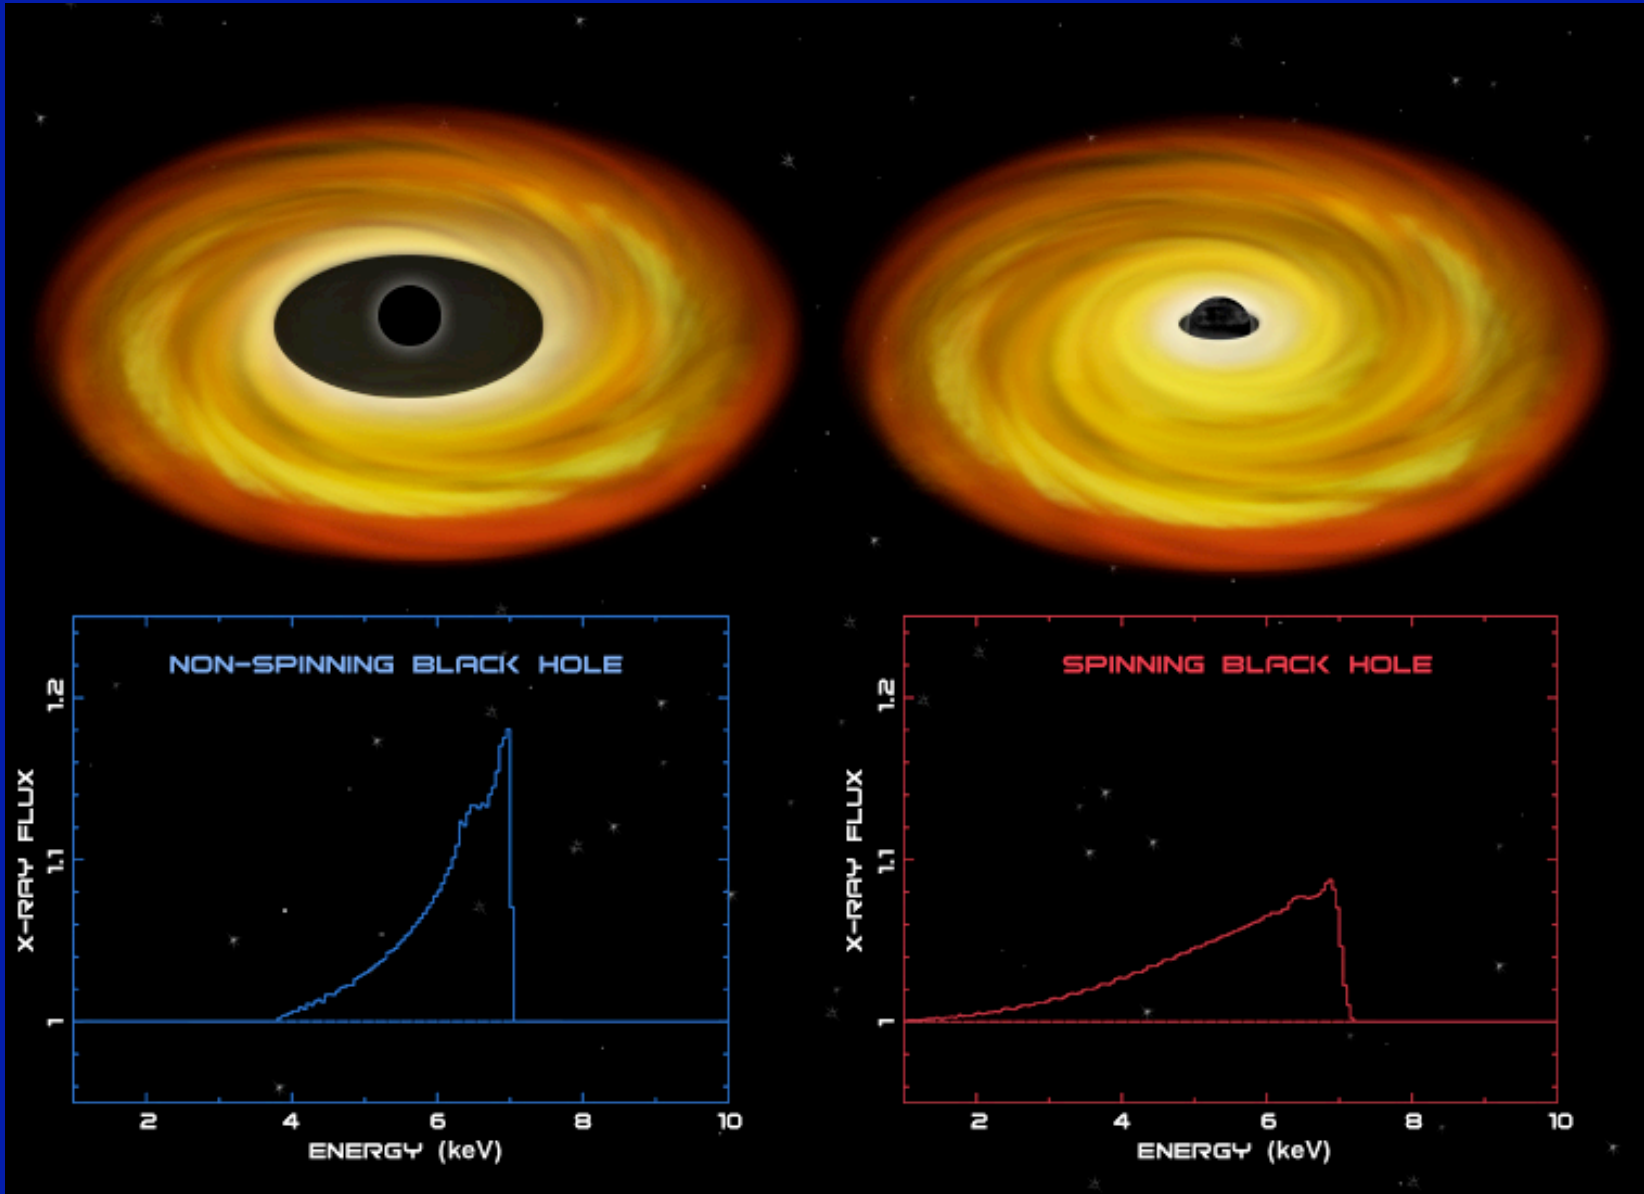 NON-SPINNING BLACK HOLE
X-RAY FLUX
1.2
1.1
1
2 4 6 8 10
ENERGY (keV)
SPINNING BLACK HOLE
X-RAY FLUX
1.2
1.1
1
2 4 6 8 10
ENERGY (keV)